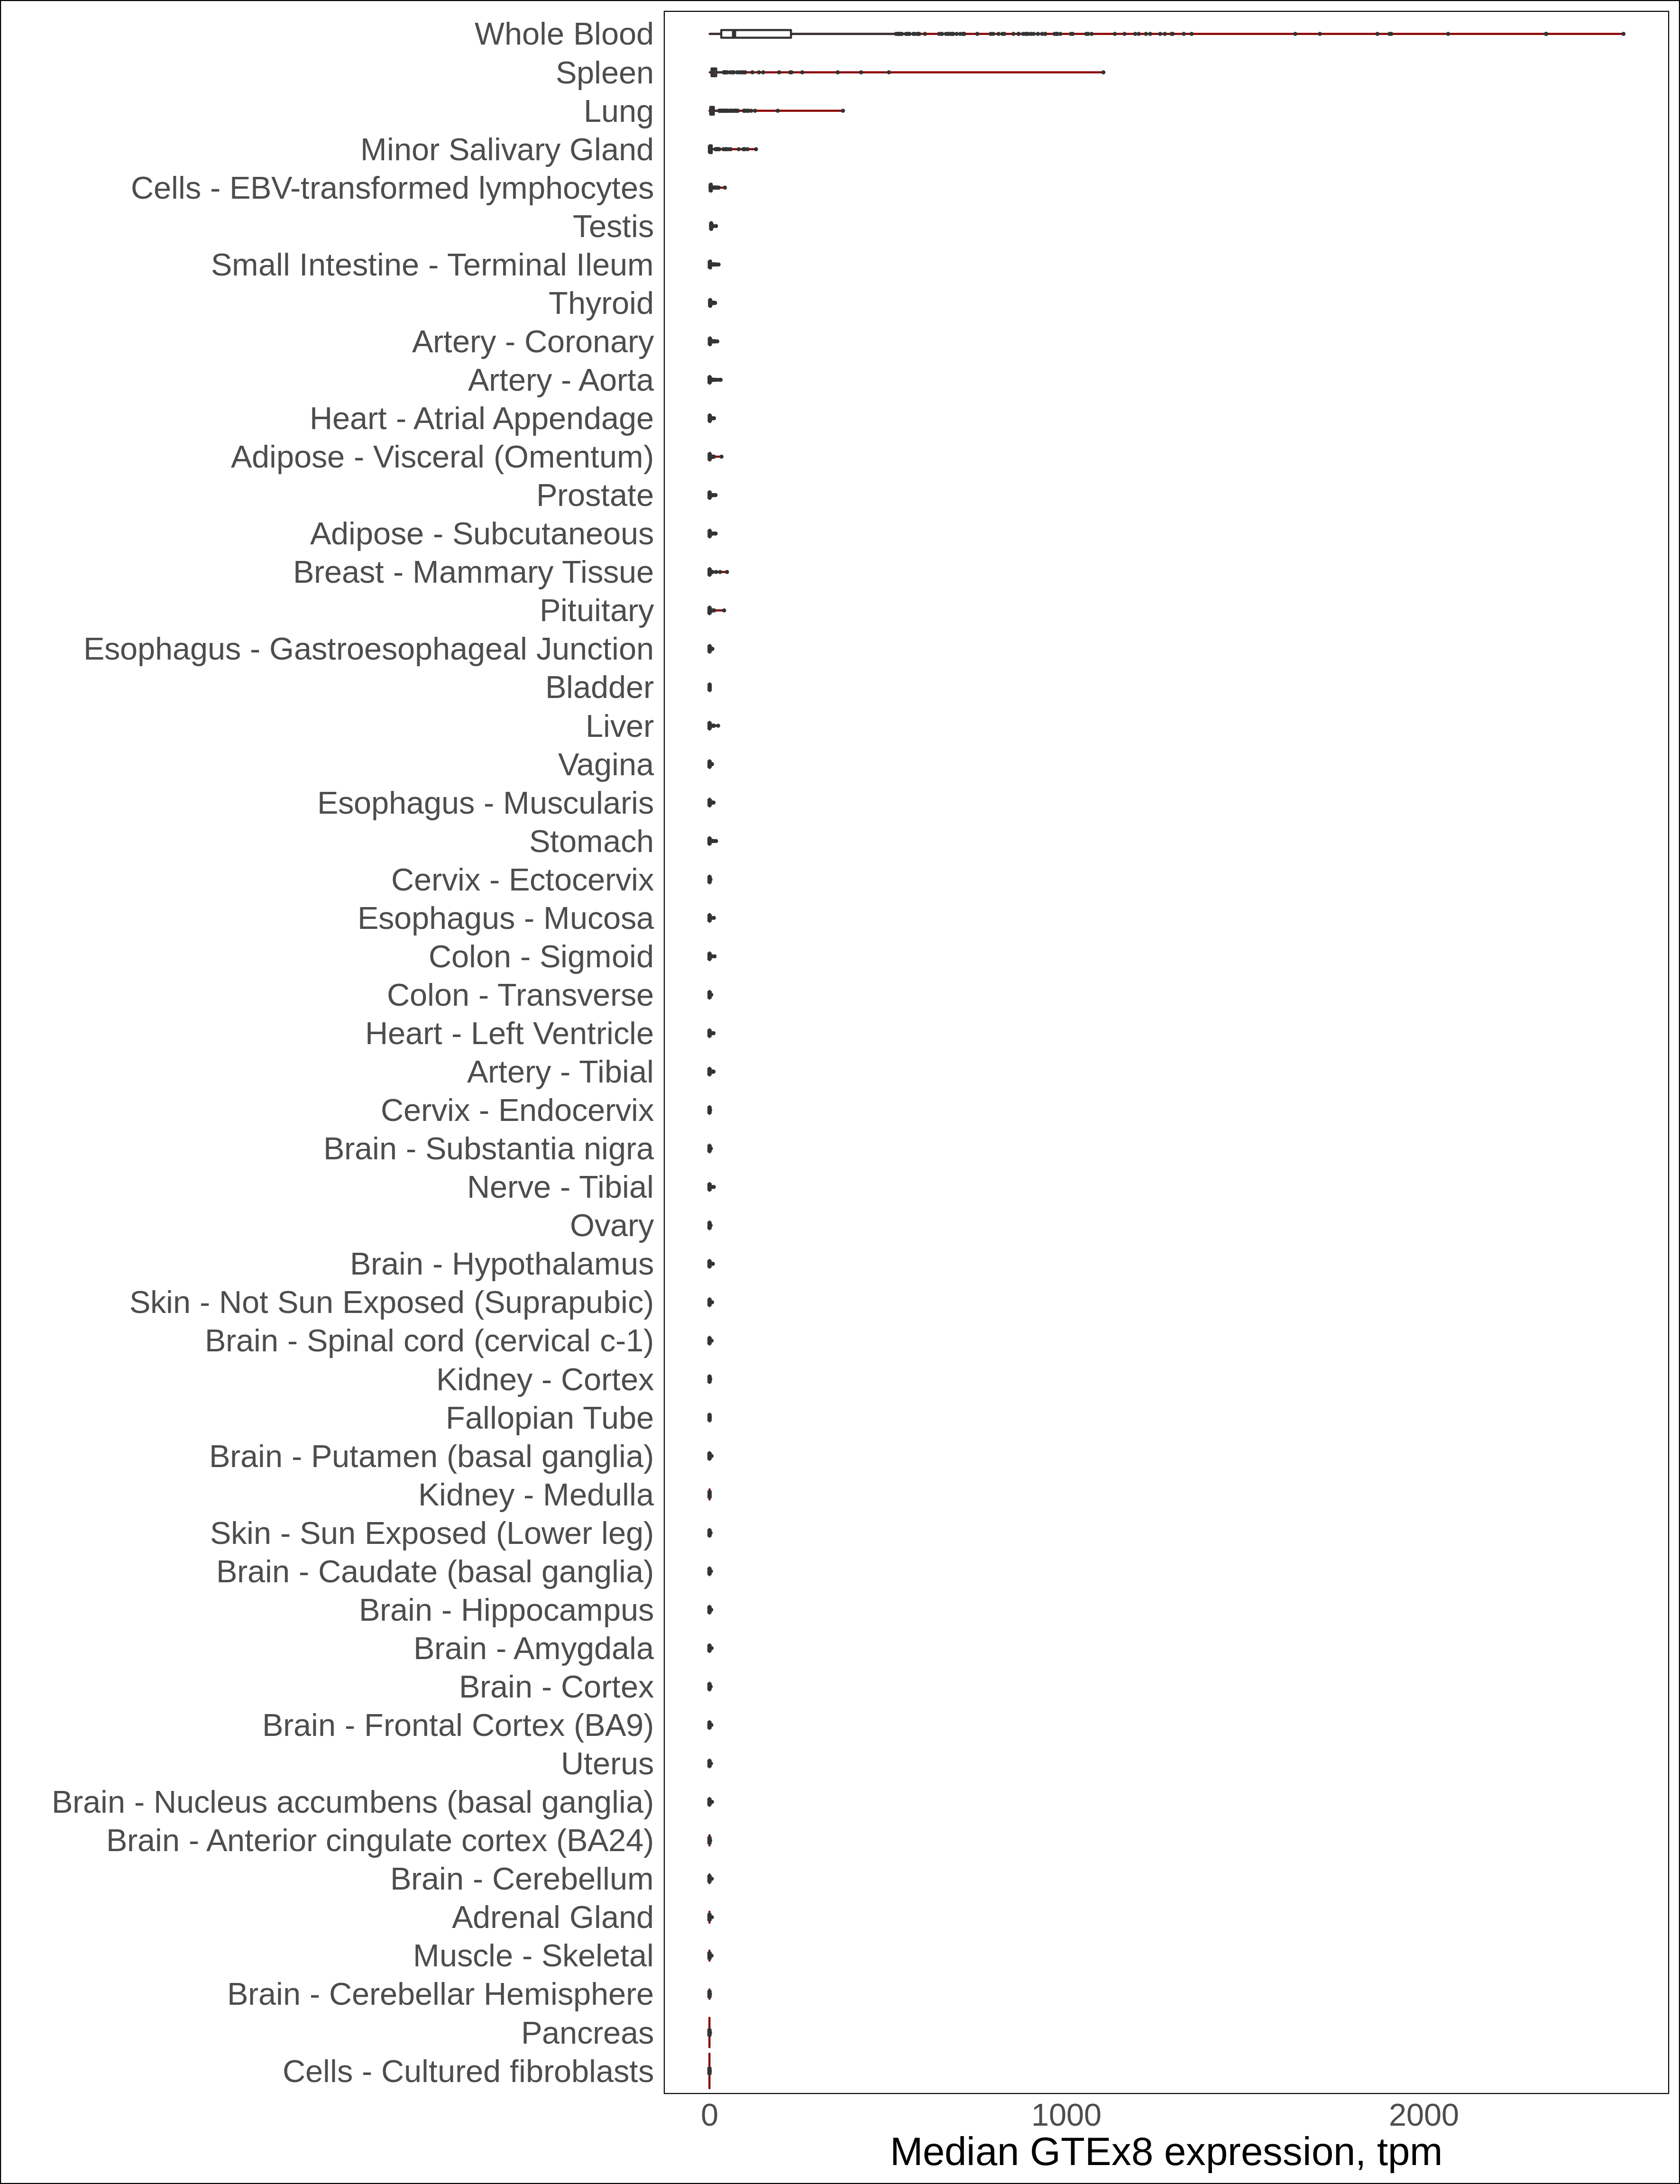 Whole Blood
Spleen
Lung
Minor Salivary Gland
Cells - EBV-transformed lymphocytes
Testis
Small Intestine - Terminal Ileum
Thyroid
Artery - Coronary
Artery - Aorta
Heart - Atrial Appendage
Adipose - Visceral (Omentum)
Prostate
Adipose - Subcutaneous
Breast - Mammary Tissue
Pituitary
Esophagus - Gastroesophageal Junction
Bladder
Liver
Vagina
Esophagus - Muscularis
Stomach
Cervix - Ectocervix
Esophagus - Mucosa
Colon - Sigmoid
Colon - Transverse
Heart - Left Ventricle
Artery - Tibial
Cervix - Endocervix
Brain - Substantia nigra
Nerve - Tibial
Ovary
Brain - Hypothalamus
Skin - Not Sun Exposed (Suprapubic)
Brain - Spinal cord (cervical c-1)
Kidney - Cortex
Fallopian Tube
Brain - Putamen (basal ganglia)
Kidney - Medulla
Skin - Sun Exposed (Lower leg)
Brain - Caudate (basal ganglia)
Brain - Hippocampus
Brain - Amygdala
Brain - Cortex
Brain - Frontal Cortex (BA9)
Uterus
Brain - Nucleus accumbens (basal ganglia)
Brain - Anterior cingulate cortex (BA24)
Brain - Cerebellum
Adrenal Gland
Muscle - Skeletal
Brain - Cerebellar Hemisphere
Pancreas
Cells - Cultured fibroblasts
0 1000 2000
Median GTEx8 expression, tpm